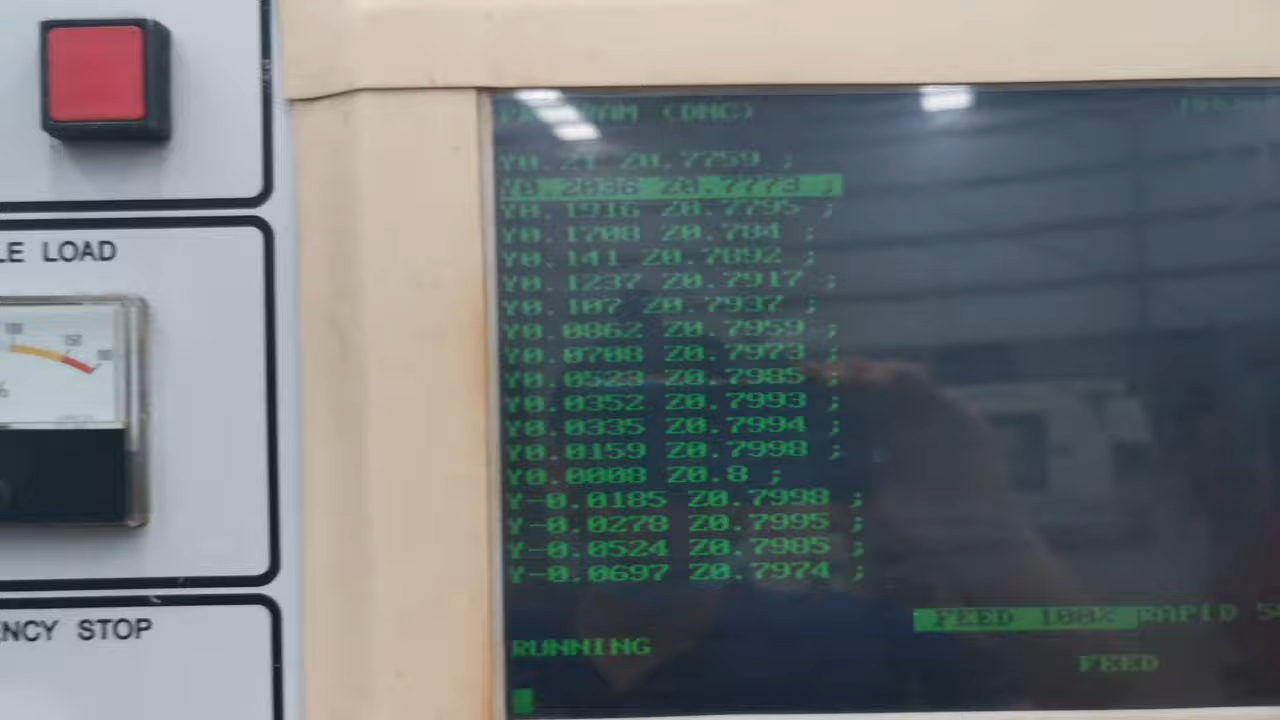 (DNC)
Y0.21 Z0.7759 ;
Y0.2036 Z0.7773 ;
Y0.1916 Z0.7795 ;
Y0.1708 Z0.784 ;
Y0.141 Z0.7892 ;
Y0.1237 Z0.7917 ;
Y0.107 Z0.7937 ;
Y0.0862 Z0.7959 ;
Y0.0708 Z0.7973 ;
Y0.0523 Z0.7985 ;
Y0.0352 Z0.7993 ;
Y0.0335 Z0.7994 ;
Y0.0159 Z0.7998 ;
Y0.0008 Z0.8 ;
Y-0.0185 Z0.7998 ;
Y-0.0278 Z0.7995 ;
Y-0.0524 Z0.7985 ;
Y-0.0697 Z0.7974 ;
FEED 100% RAPID
RUNNING
FEED
LE LOAD
100
150
%
NCY STOP